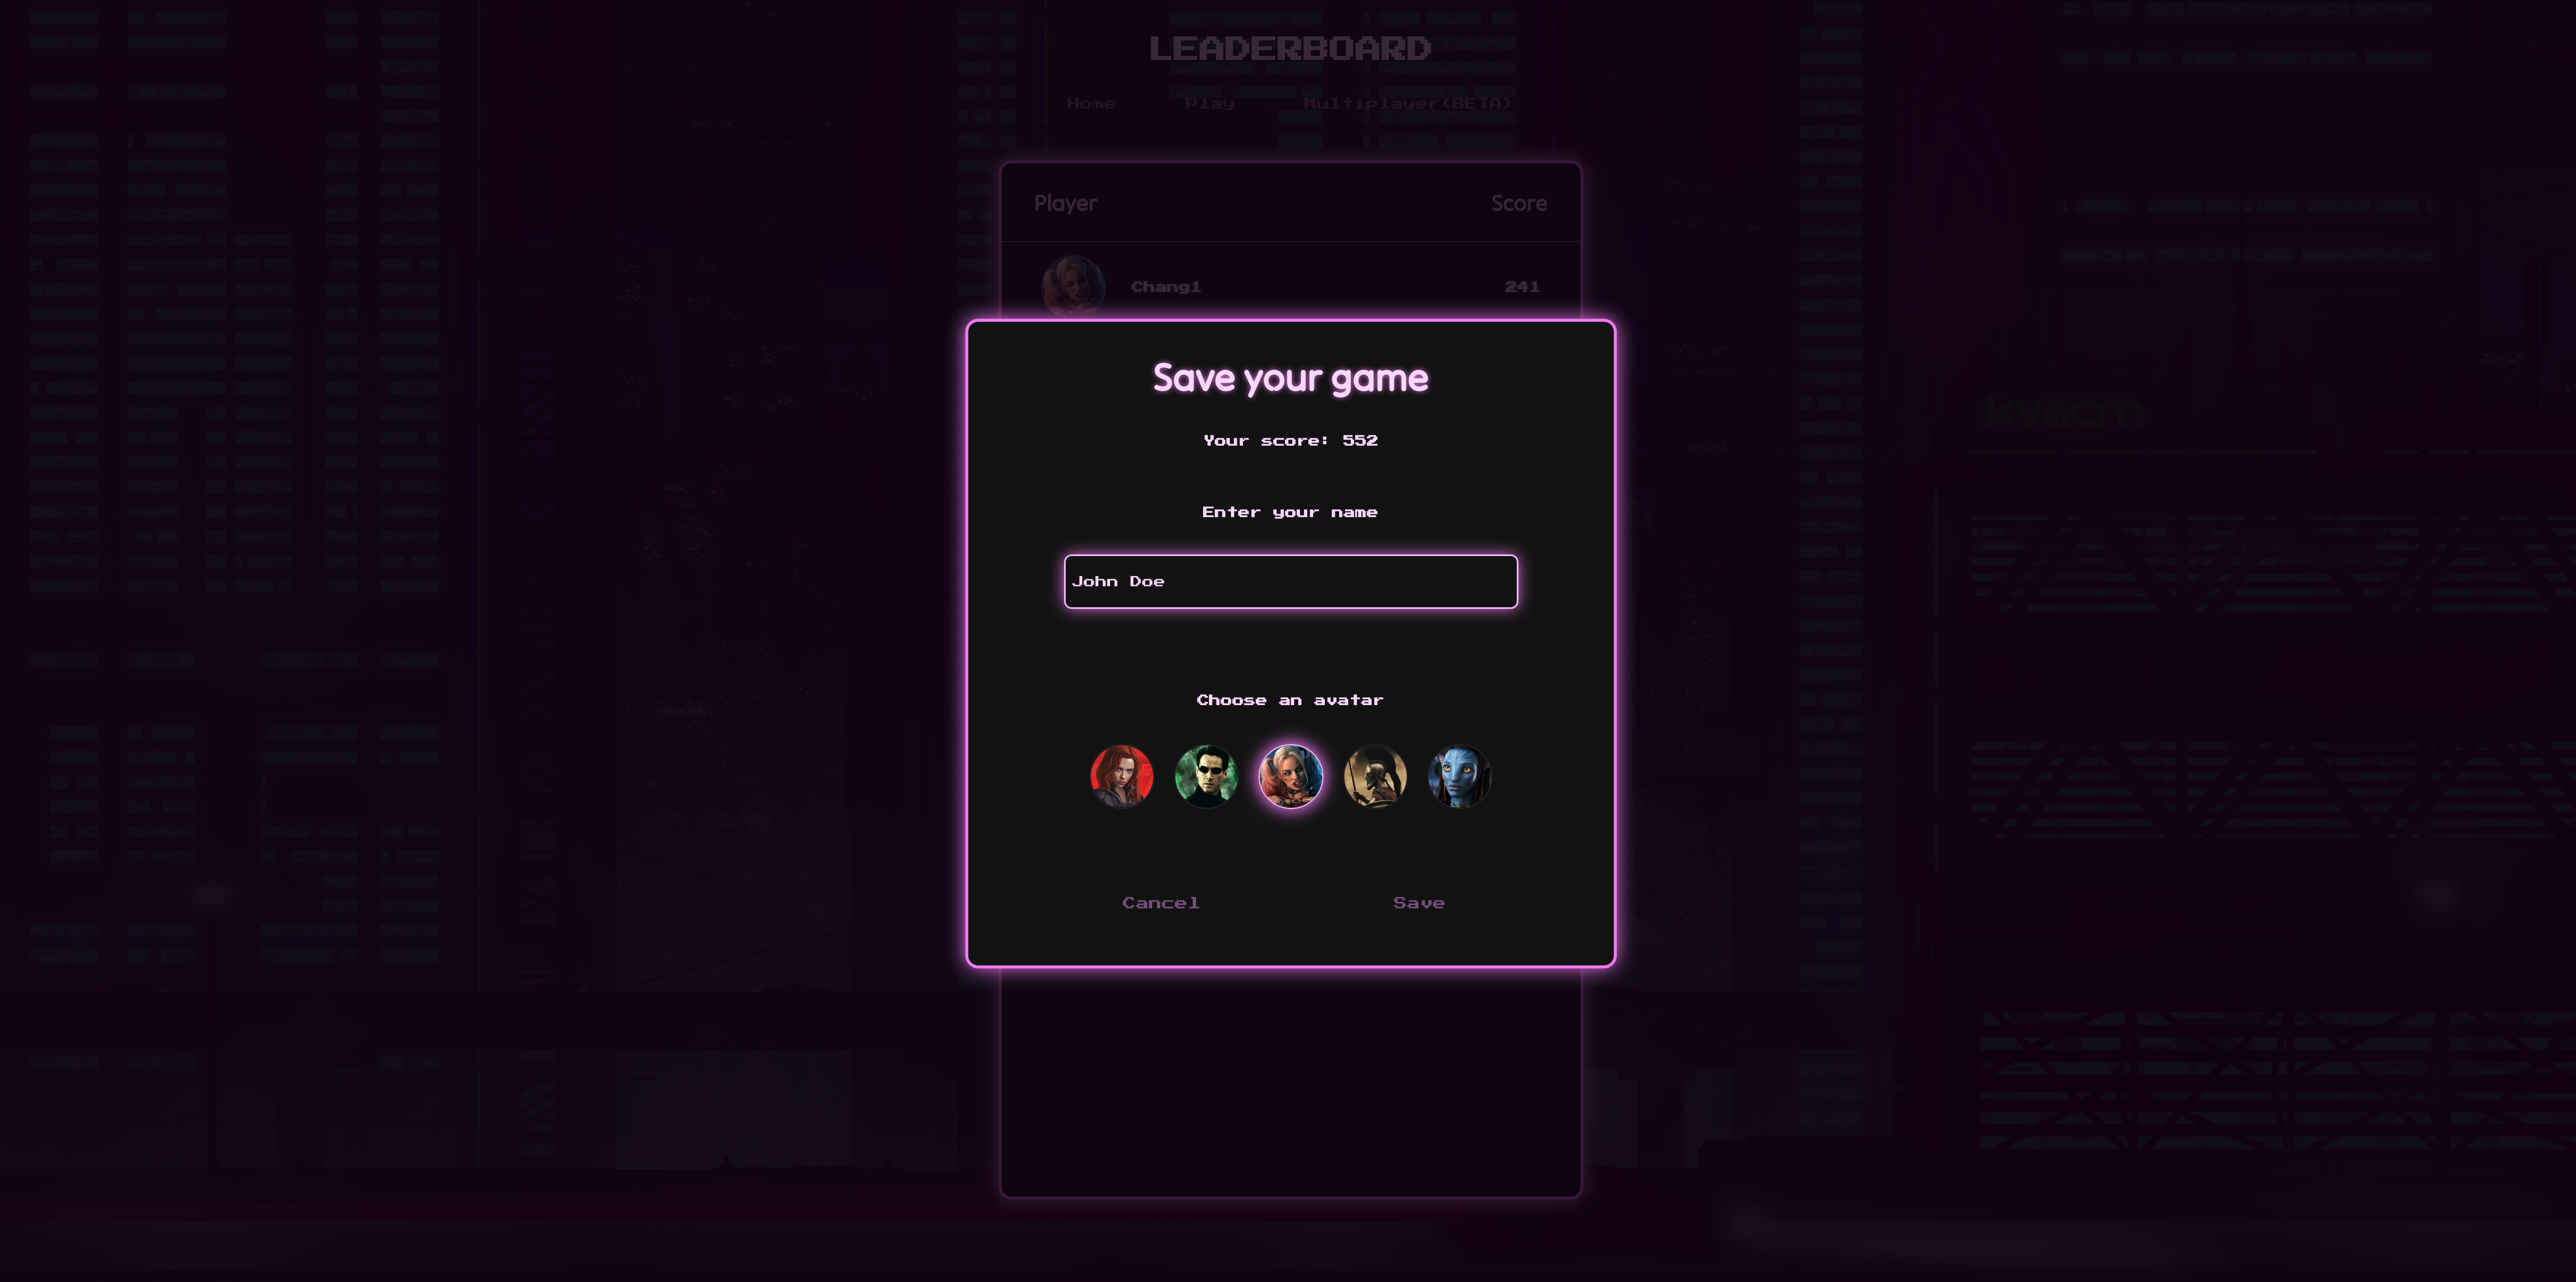 LEADERBOARD
Home Play Multiplayer(BETA)
Player Score
Chang1 241
Save your game
Your score: 552
Enter your name
John Doe
Choose an avatar
Cancel Save
kvaem